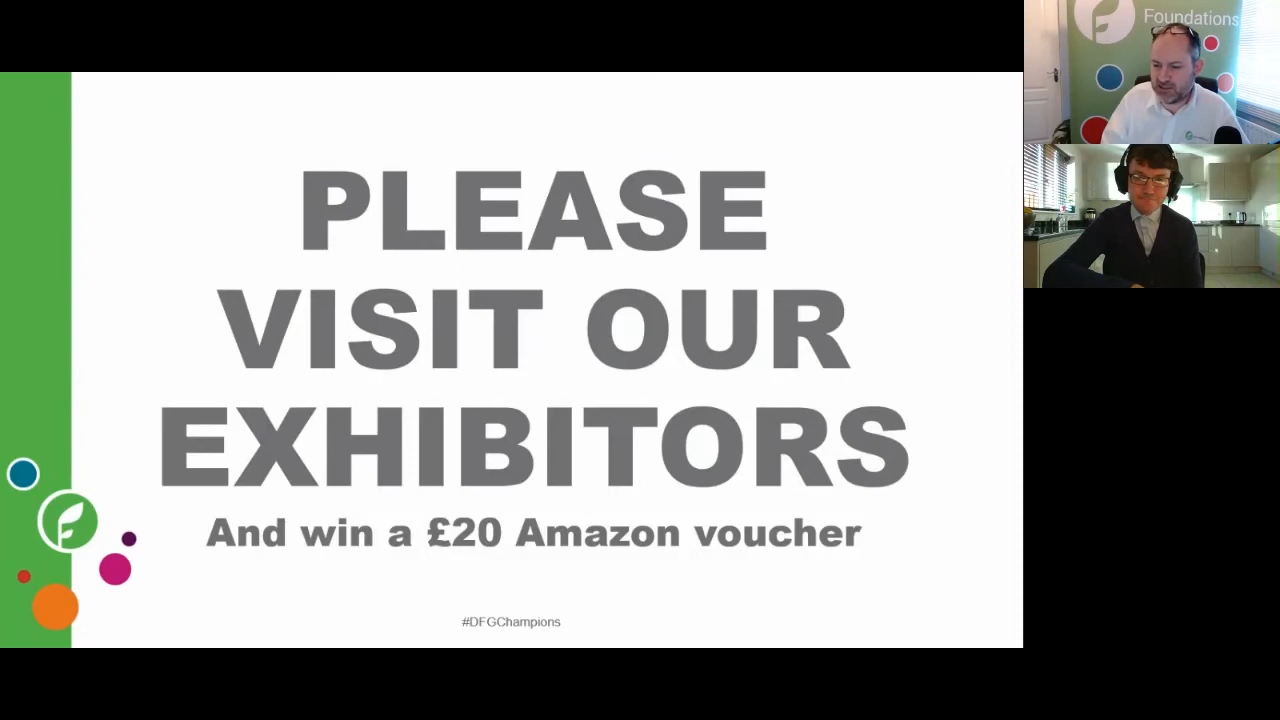 PLEASE
VISIT OUR
EXHIBITORS
And win a £20 Amazon voucher
#DFGChampions
Foundations